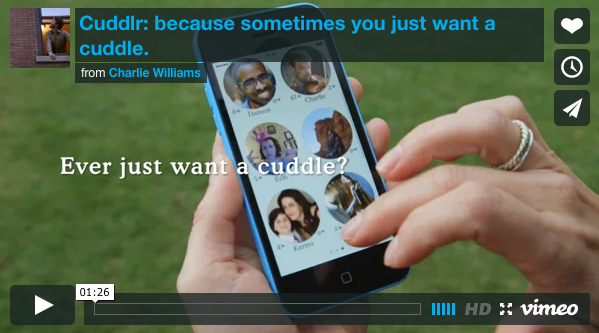 Cuddlr: because sometimes you just want a
cuddle.
from Charlie Williams
Damon
Charlie
Erin
Ever just want a cuddle?
Karina
01:26
HD
vimeo